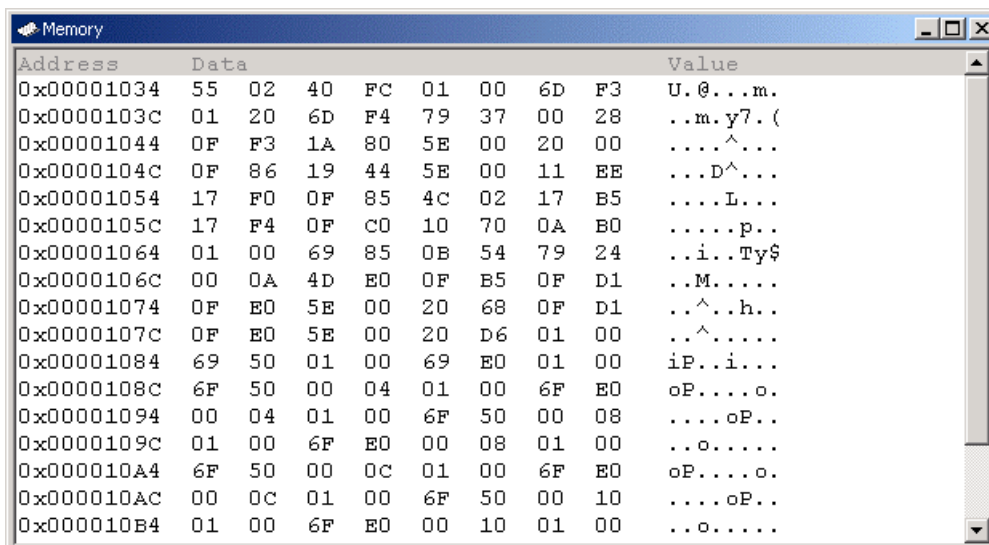 Memory
Address Data Value
0x00001034 55 02 40 FC 01 00 6D F3 U.@...m.
0x0000103C 01 20 6D F4 79 37 00 28 ..m.y7.(
0x00001044 0F F3 1A 80 5E 00 20 00 ....^...
0x0000104C 0F 86 19 44 5E 00 11 EE ...D^...
0x00001054 17 F0 0F 85 4C 02 17 B5 ....L...
0x0000105C 17 F4 0F C0 10 70 0A B0 .....p..
0x00001064 01 00 69 85 0B 54 79 24 ..i..Ty$
0x0000106C 00 0A 4D E0 0F B5 0F D1 ..M.....
0x00001074 0F E0 5E 00 20 68 0F D1 ..^..h..
0x0000107C 0F E0 5E 00 20 D6 01 00 ..^.....
0x00001084 69 50 01 00 69 E0 01 00 iP..i...
0x0000108C 6F 50 00 04 01 00 6F E0 oP....o.
0x00001094 00 04 01 00 6F 50 00 08 ....oP..
0x0000109C 01 00 6F E0 00 08 01 00 ..o.....
0x000010A4 6F 50 00 0C 01 00 6F E0 oP....o.
0x000010AC 00 0C 01 00 6F 50 00 10 ....oP..
0x000010B4 01 00 6F E0 00 10 01 00 ..o.....